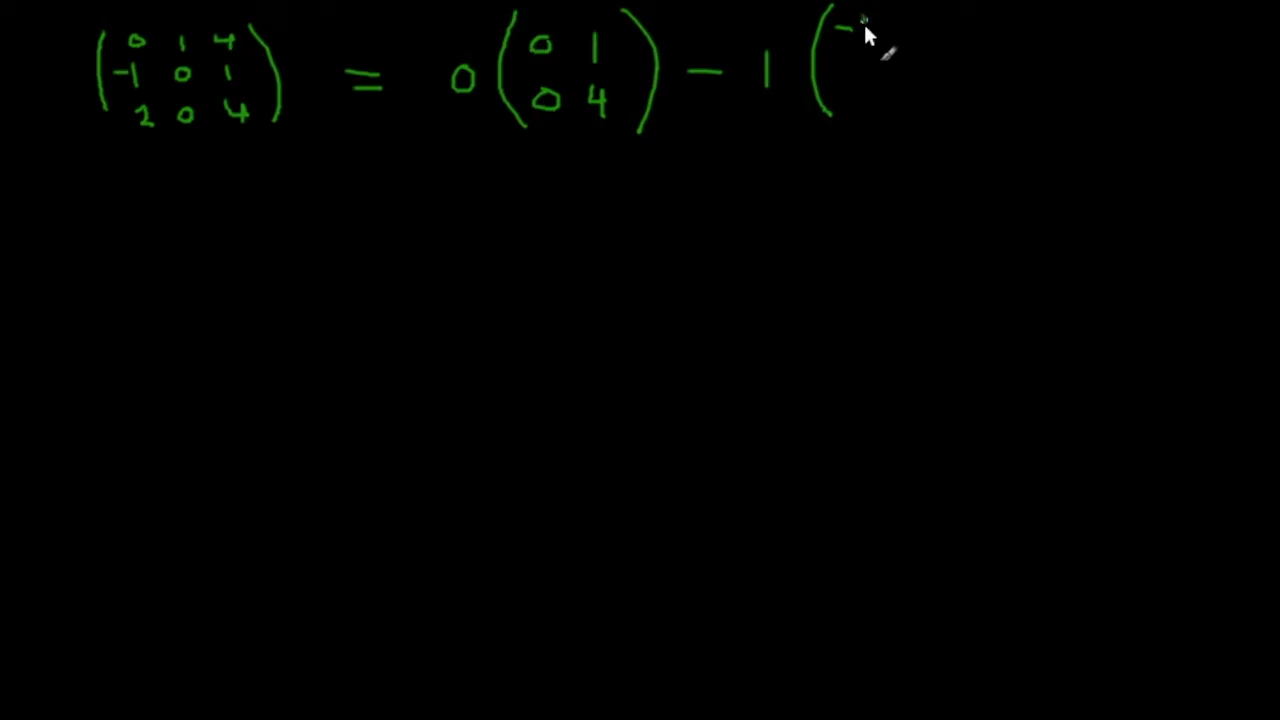 ( 0 1 4
-1 0 1
2 0 4 ) = 0 ( 0 1
0 4 ) - 1 ( -